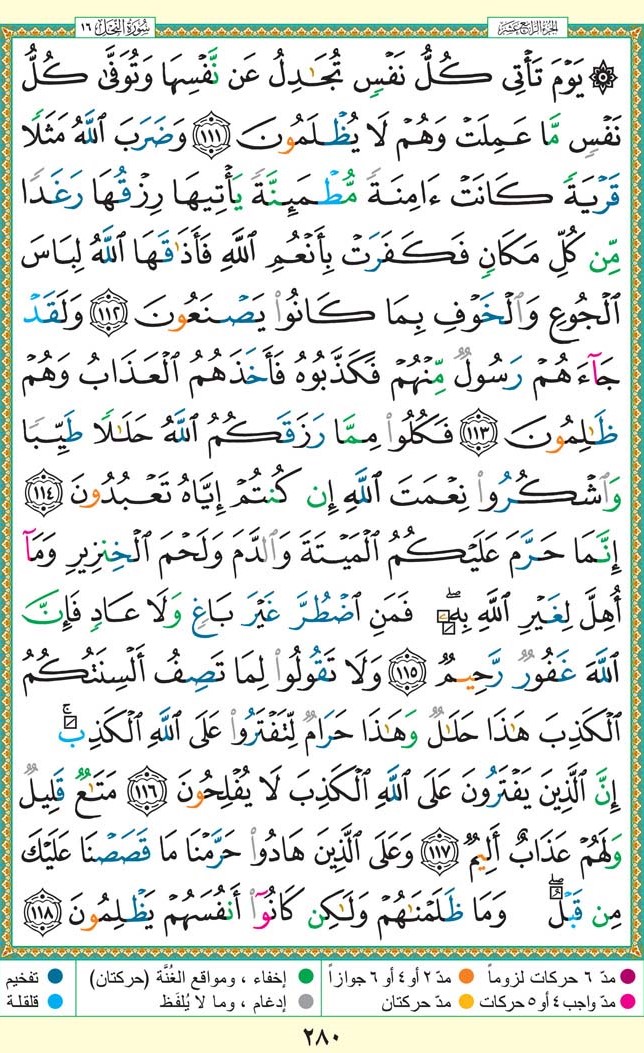 الجزء الرابع عشر
سورة النحل ١٦
۞ يَوْمَ تَأْتِى كُلُّ نَفْسٍ تُجَٰدِلُ عَن نَّفْسِهَا وَتُوَفَّىٰ كُلُّ
نَفْسٍ مَّا عَمِلَتْ وَهُمْ لَا يُظْلَمُونَ ١١١ وَضَرَبَ ٱللَّهُ مَثَلًا
قَرْيَةً كَانَتْ ءَامِنَةً مُّطْمَئِنَّةً يَأْتِيهَا رِزْقُهَا رَغَدًا
مِّن كُلِّ مَكَانٍ فَكَفَرَتْ بِأَنْعُمِ ٱللَّهِ فَأَذَٰقَهَا ٱللَّهُ لِبَاسَ
ٱلْجُوعِ وَٱلْخَوْفِ بِمَا كَانُوا۟ يَصْنَعُونَ ١١٢ وَلَقَدْ
جَآءَهُمْ رَسُولٌ مِّنْهُمْ فَكَذَّبُوهُ فَأَخَذَهُمُ ٱلْعَذَابُ وَهُمْ
ظَٰلِمُونَ ١١٣ فَكُلُوا۟ مِمَّا رَزَقَكُمُ ٱللَّهُ حَلَٰلًا طَيِّبًا
وَٱشْكُرُوا۟ نِعْمَتَ ٱللَّهِ إِن كُنتُمْ إِيَّاهُ تَعْبُدُونَ ١١٤
إِنَّمَا حَرَّمَ عَلَيْكُمُ ٱلْمَيْتَةَ وَٱلدَّمَ وَلَحْمَ ٱلْخِنزِيرِ وَمَآ
أُهِلَّ لِغَيْرِ ٱللَّهِ بِهِۦۖ فَمَنِ ٱضْطُرَّ غَيْرَ بَاغٍ وَلَا عَادٍ فَإِنَّ
ٱللَّهَ غَفُورٌ رَّحِيمٌ ١١٥ وَلَا تَقُولُوا۟ لِمَا تَصِفُ أَلْسِنَتُكُمُ
ٱلْكَذِبَ هَٰذَا حَلَٰلٌ وَهَٰذَا حَرَامٌ لِّتَفْتَرُوا۟ عَلَى ٱللَّهِ ٱلْكَذِبَۚ
إِنَّ ٱلَّذِينَ يَفْتَرُونَ عَلَى ٱللَّهِ ٱلْكَذِبَ لَا يُفْلِحُونَ ١١٦ مَتَٰعٌ قَلِيلٌ
وَلَهُمْ عَذَابٌ أَلِيمٌ ١١٧ وَعَلَى ٱلَّذِينَ هَادُوا۟ حَرَّمْنَا مَا قَصَصْنَا عَلَيْكَ
مِن قَبْلُۖ وَمَا ظَلَمْنَٰهُمْ وَلَٰكِن كَانُوٓا۟ أَنفُسَهُمْ يَظْلِمُونَ ١١٨
مدّ ٦ حركات لزوماً مدّ ٢ أو ٤ أو ٦ جوازاً إخفاء ، ومواقع الغُنَّة (حركتان) تفخيم
مدّ واجب ٤ أو ٥ حركات مدّ حركتان إدغام ، وما لا يُلفَظ قلقلة
٢٨٠